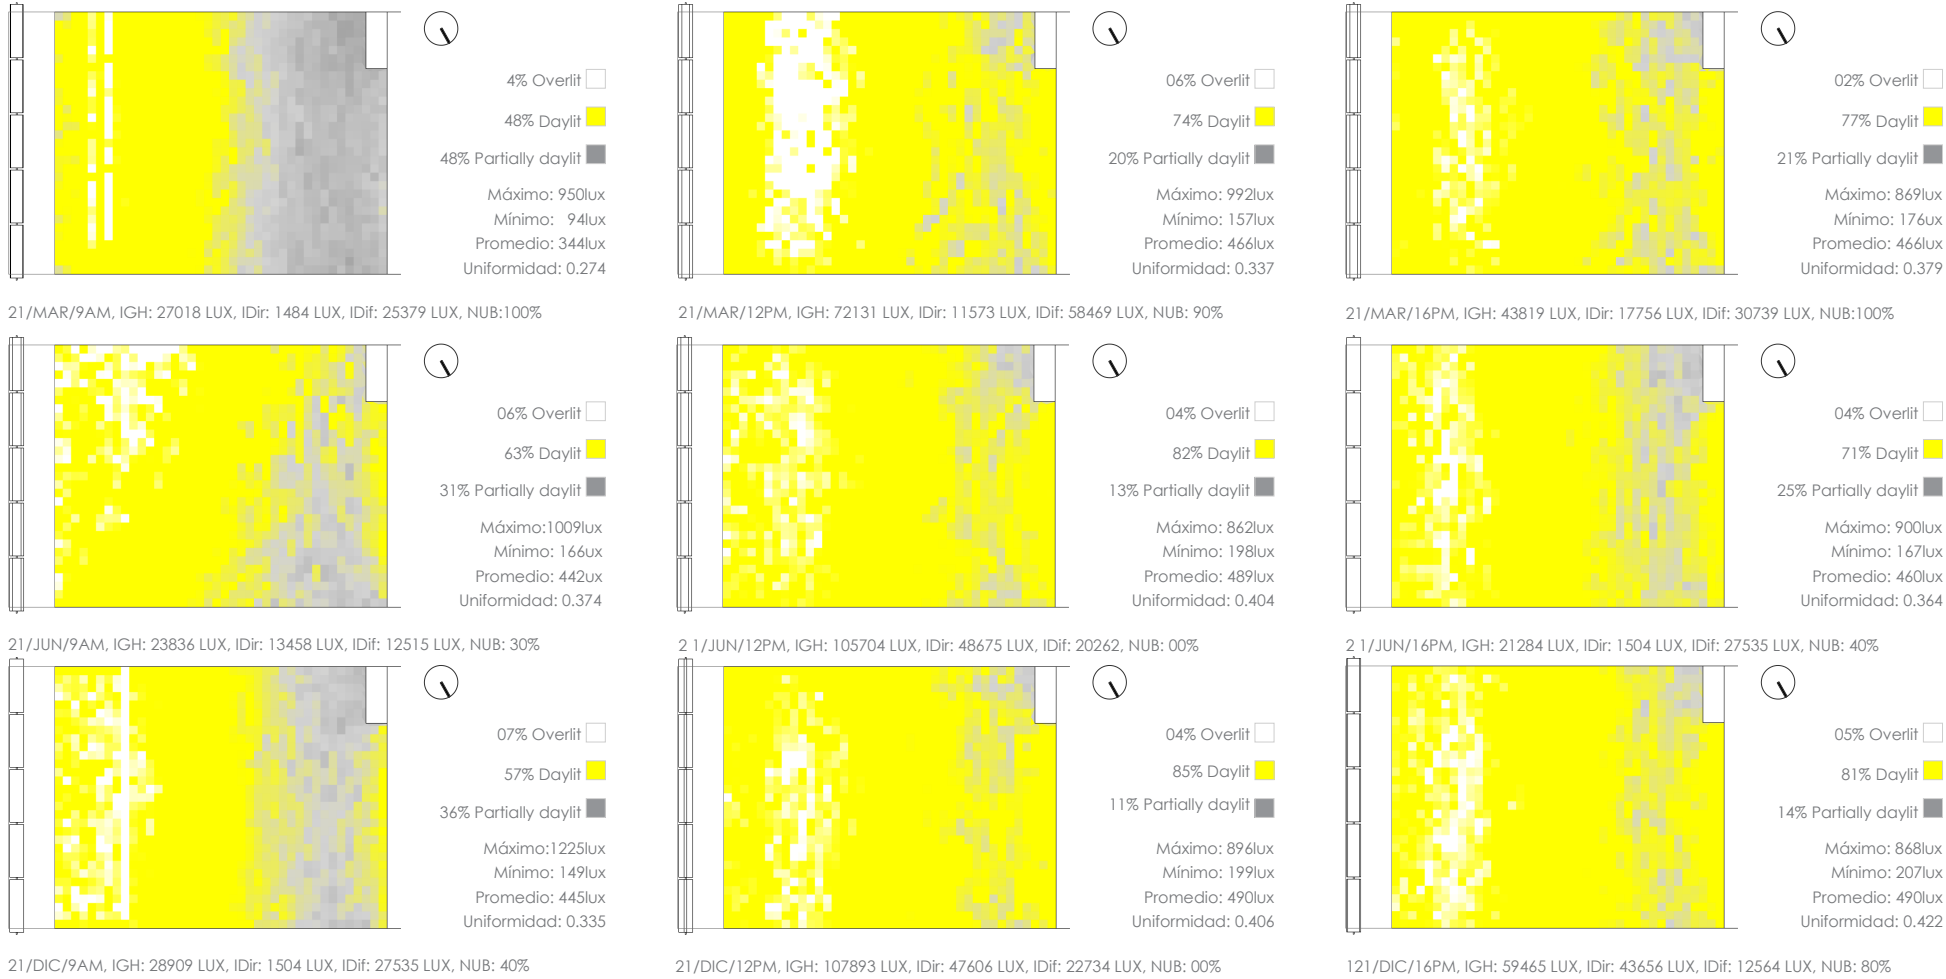 4% Overlit
48% Daylit
48% Partially daylit
Máximo: 950lux
Mínimo: 94lux
Promedio: 344lux
Uniformidad: 0.274
21/MAR/9AM, IGH: 27018 LUX, IDir: 1484 LUX, IDif: 25379 LUX, NUB:100%
06% Overlit
74% Daylit
20% Partially daylit
Máximo: 992lux
Mínimo: 157lux
Promedio: 466lux
Uniformidad: 0.337
21/MAR/12PM, IGH: 72131 LUX, IDir: 11573 LUX, IDif: 58469 LUX, NUB: 90%
02% Overlit
77% Daylit
21% Partially daylit
Máximo: 869lux
Mínimo: 176lux
Promedio: 466lux
Uniformidad: 0.379
21/MAR/16PM, IGH: 43819 LUX, IDir: 17756 LUX, IDif: 30739 LUX, NUB:100%
06% Overlit
63% Daylit
31% Partially daylit
Máximo:1009lux
Mínimo: 166ux
Promedio: 442ux
Uniformidad: 0.374
21/JUN/9AM, IGH: 23836 LUX, IDir: 13458 LUX, IDif: 12515 LUX, NUB: 30%
04% Overlit
82% Daylit
13% Partially daylit
Máximo: 862lux
Mínimo: 198lux
Promedio: 489lux
Uniformidad: 0.404
2 1/JUN/12PM, IGH: 105704 LUX, IDir: 48675 LUX, IDif: 20262, NUB: 00%
04% Overlit
71% Daylit
25% Partially daylit
Máximo: 900lux
Mínimo: 167lux
Promedio: 460lux
Uniformidad: 0.364
2 1/JUN/16PM, IGH: 21284 LUX, IDir: 1504 LUX, IDif: 27535 LUX, NUB: 40%
07% Overlit
57% Daylit
36% Partially daylit
Máximo:1225lux
Mínimo: 149lux
Promedio: 445lux
Uniformidad: 0.335
21/DIC/9AM, IGH: 28909 LUX, IDir: 1504 LUX, IDif: 27535 LUX, NUB: 40%
04% Overlit
85% Daylit
11% Partially daylit
Máximo: 896lux
Mínimo: 199lux
Promedio: 490lux
Uniformidad: 0.406
21/DIC/12PM, IGH: 107893 LUX, IDir: 47606 LUX, IDif: 22734 LUX, NUB: 00%
05% Overlit
81% Daylit
14% Partially daylit
Máximo: 868lux
Mínimo: 207lux
Promedio: 490lux
Uniformidad: 0.422
121/DIC/16PM, IGH: 59465 LUX, IDir: 43656 LUX, IDif: 12564 LUX, NUB: 80%